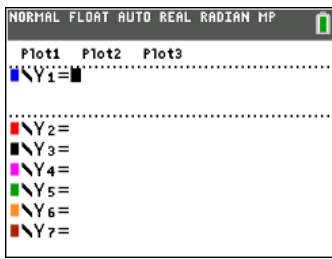 NORMAL FLOAT AUTO REAL RADIAN MP
Plot1 Plot2 Plot3
\Y1=
\Y2=
\Y3=
\Y4=
\Y5=
\Y6=
\Y7=